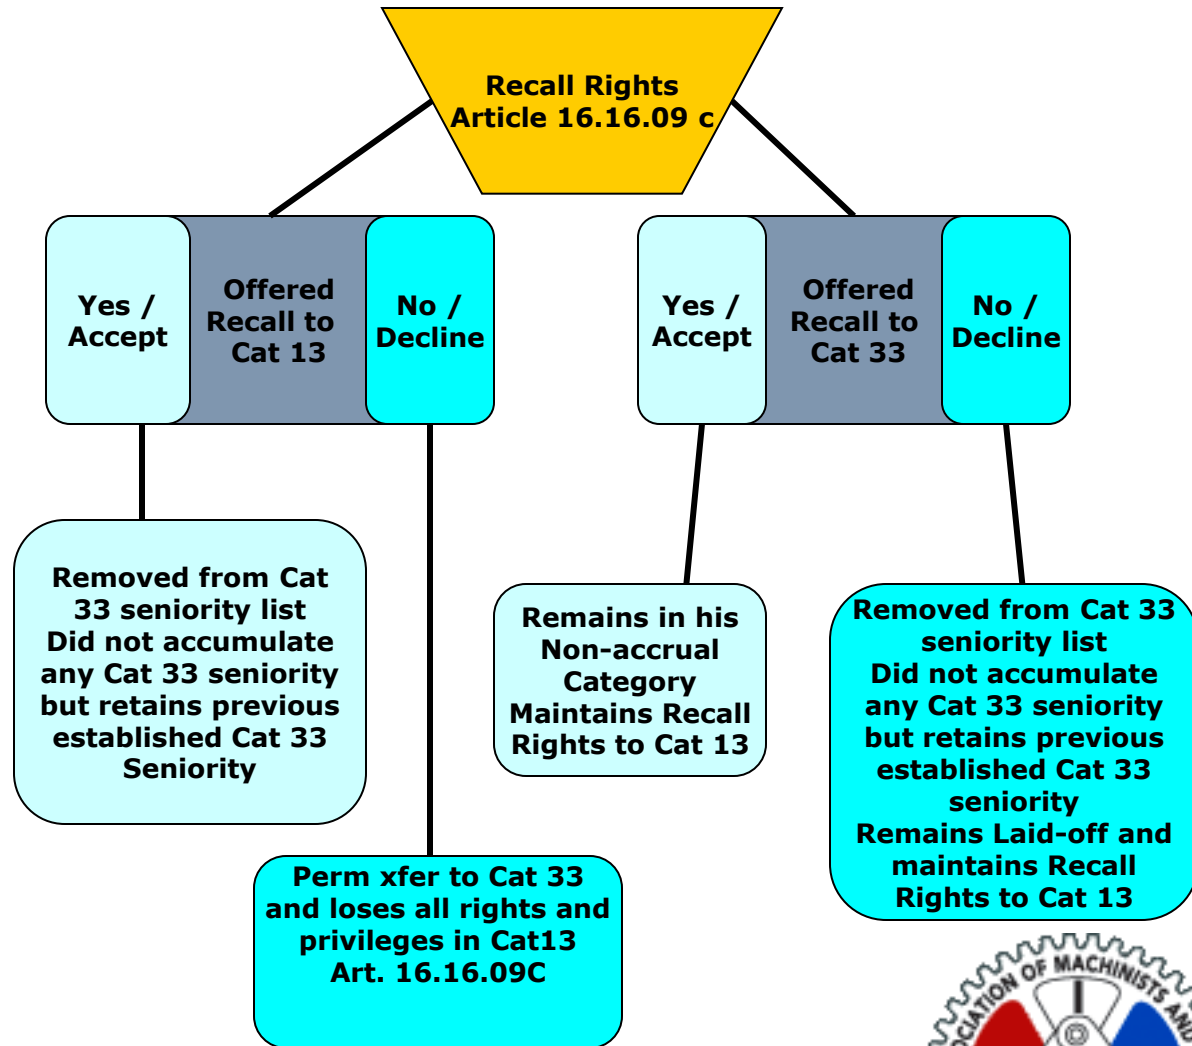 Recall Rights
Article 16.16.09 c
Yes /
Accept
Offered
Recall to
Cat 13
No /
Decline
Yes /
Accept
Offered
Recall to
Cat 33
No /
Decline
Removed from Cat
33 seniority list
Did not accumulate
any Cat 33 seniority
but retains previous
established Cat 33
Seniority
Remains in his
Non-accrual
Category
Maintains Recall
Rights to Cat 13
Removed from Cat 33
seniority list
Did not accumulate
any Cat 33 seniority
but retains previous
established Cat 33
seniority
Remains Laid-off and
maintains Recall
Rights to Cat 13
Perm xfer to Cat 33
and loses all rights and
privileges in Cat13
Art. 16.16.09C
OF MACHINISTS AND